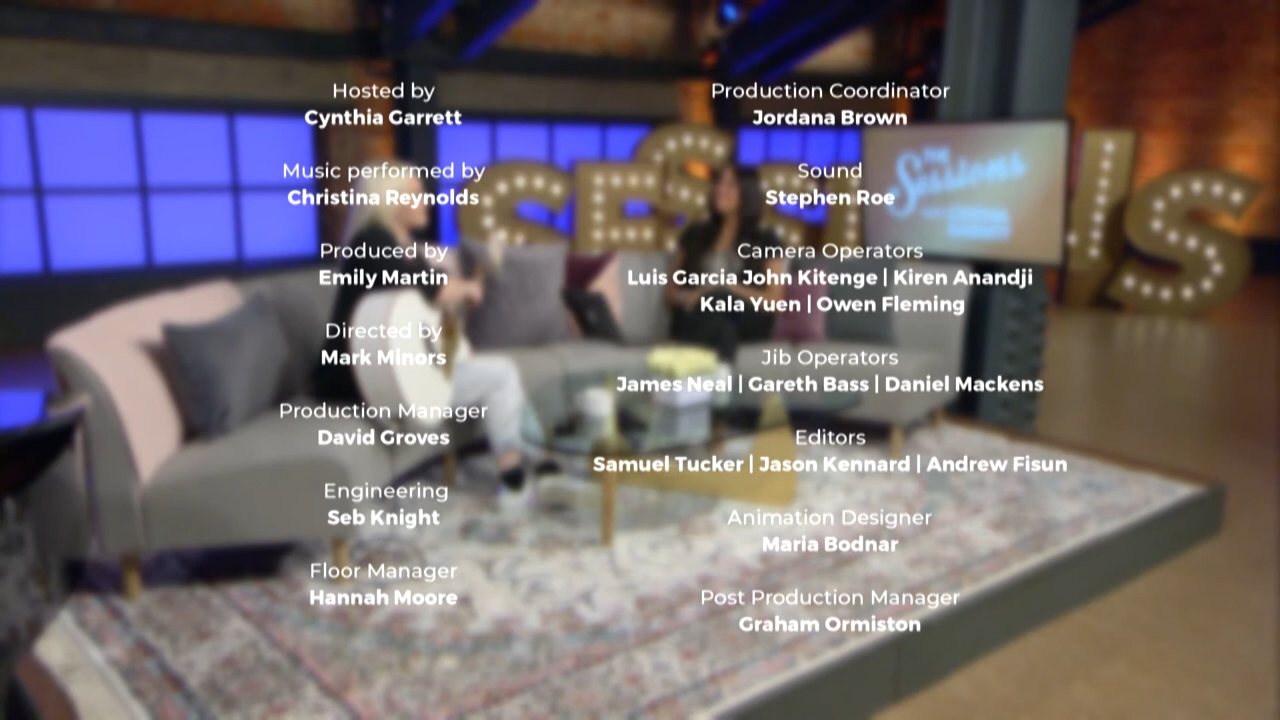 Hosted by
Cynthia Garrett
Music performed by
Christina Reynolds
Produced by
Emily Martin
Directed by
Mark Minors
Production Manager
David Groves
Engineering
Seb Knight
Floor Manager
Hannah Moore
Production Coordinator
Jordana Brown
Sound
Stephen Roe
Camera Operators
Luis Garcia John Kitenge | Kiren Anandji
Kala Yuen | Owen Fleming
Jib Operators
James Neal | Gareth Bass | Daniel Mackens
Editors
Samuel Tucker | Jason Kennard | Andrew Fisun
Animation Designer
Maria Bodnar
Post Production Manager
Graham Ormiston
THE
Sessions